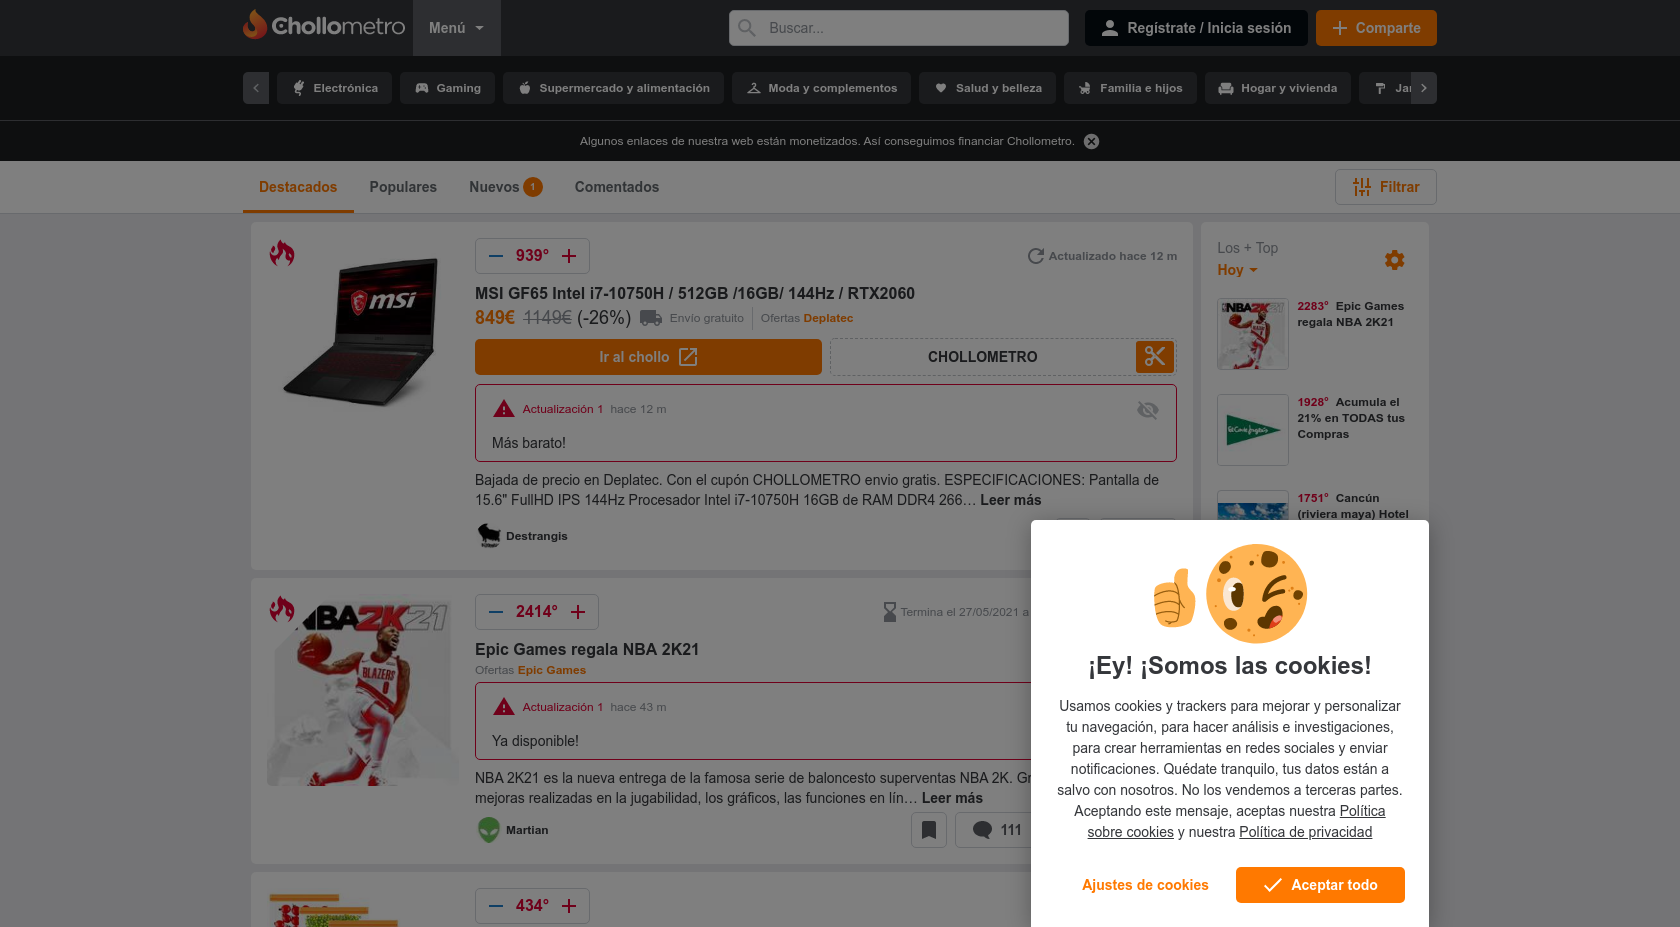 Chollometro
Menú
Buscar...
Regístrate / Inicia sesión
Comparte
Electrónica
Gaming
Supermercado y alimentación
Moda y complementos
Salud y belleza
Familia e hijos
Hogar y vivienda
Algunos enlaces de nuestra web están monetizados. Así conseguimos financiar Chollometro.
Destacados
Populares
Nuevos 1
Comentados
Filtrar
939°
Actualizado hace 12 m
MSI GF65 Intel i7-10750H / 512GB /16GB/ 144Hz / RTX2060
849€ 1149€ (-26%) Envío gratuito Ofertas Deplatec
Ir al chollo
CHOLLOMETRO
Actualización 1 hace 12 m
Más barato!
Bajada de precio en Deplatec. Con el cupón CHOLLOMETRO envio gratis. ESPECIFICACIONES: Pantalla de
15.6" FullHD IPS 144Hz Procesador Intel i7-10750H 16GB de RAM DDR4 266… Leer más
Destrangis
msi
Los + Top
Hoy
NBA 2K21
2283° Epic Games
regala NBA 2K21
El Corte Inglés
1928° Acumula el
21% en TODAS tus
Compras
1751° Cancún
(riviera maya) Hotel
NBA 2K21
BLAZERS
2414°
Termina el 27/05/2021 a
Epic Games regala NBA 2K21
Ofertas Epic Games
Actualización 1 hace 43 m
Ya disponible!
NBA 2K21 es la nueva entrega de la famosa serie de baloncesto superventas NBA 2K.
mejoras realizadas en la jugabilidad, los gráficos, las funciones en lín… Leer más
Martian
111
434°
¡Ey! ¡Somos las cookies!
Usamos cookies y trackers para mejorar y personalizar
tu navegación, para hacer análisis e investigaciones,
para crear herramientas en redes sociales y enviar
notificaciones. Quédate tranquilo, tus datos están a
salvo con nosotros. No los vendemos a terceras partes.
Aceptando este mensaje, aceptas nuestra Política
sobre cookies y nuestra Política de privacidad
Ajustes de cookies
Aceptar todo